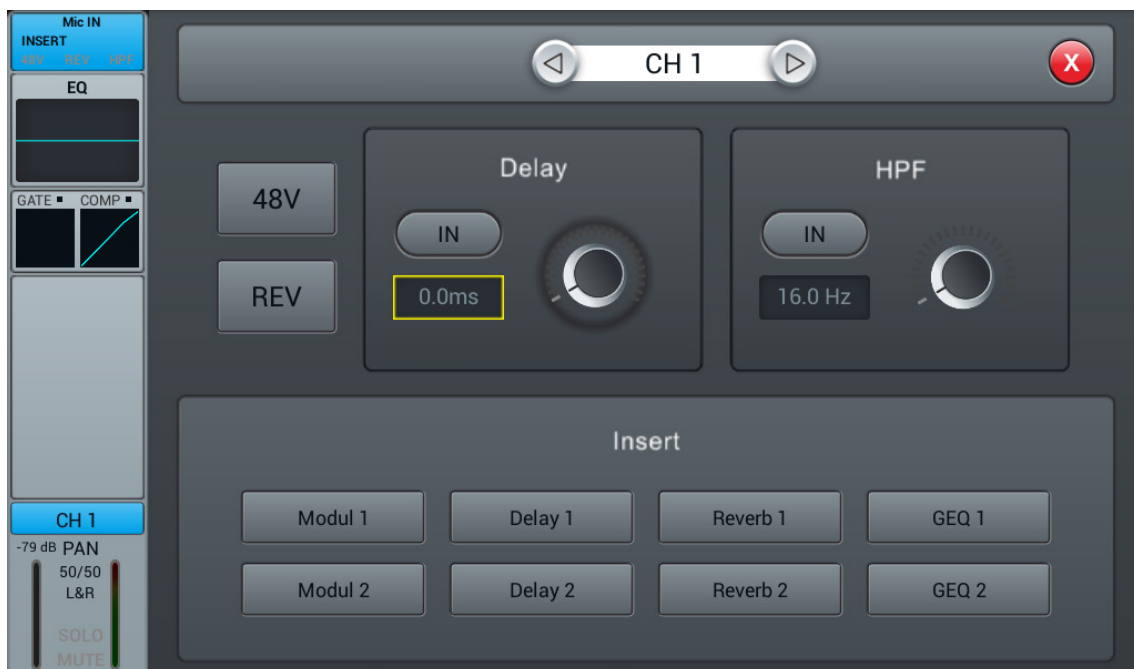 Mic IN
INSERT
48V REV HPF
EQ
GATE COMP
CH 1
-79 dB PAN
50/50
L&R
SOLO
MUTE
CH 1
X
48V
REV
Delay
IN
0.0ms
HPF
IN
16.0 Hz
Insert
Modul 1 Delay 1 Reverb 1 GEQ 1
Modul 2 Delay 2 Reverb 2 GEQ 2